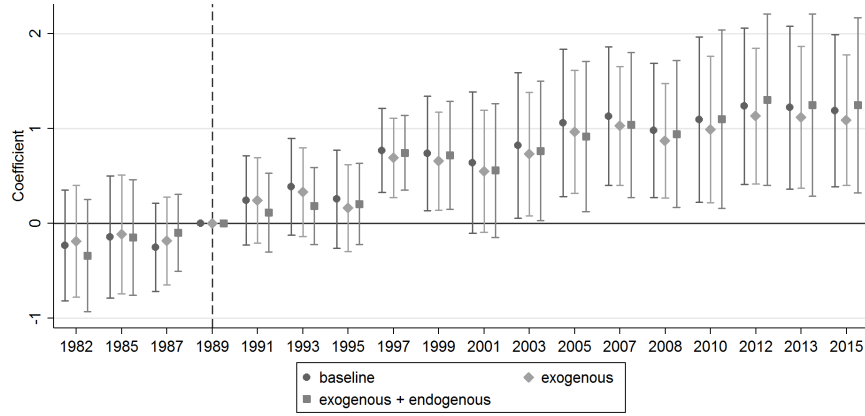 2
1
0
-1
Coefficient
1982 1985 1987 1989 1991 1993 1995 1997 1999 2001 2003 2005 2007 2008 2010 2012 2013 2015
baseline exogenous
exogenous + endogenous